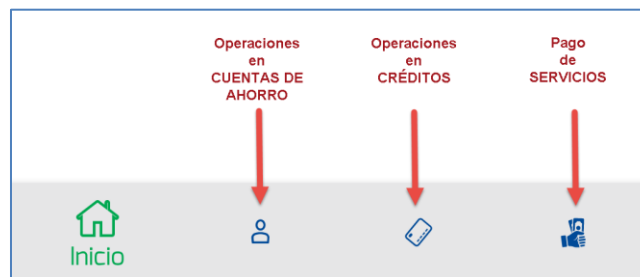 Operaciones
en
CUENTAS DE
AHORRO
Operaciones
en
CRÉDITOS
Pago
de
SERVICIOS
Inicio